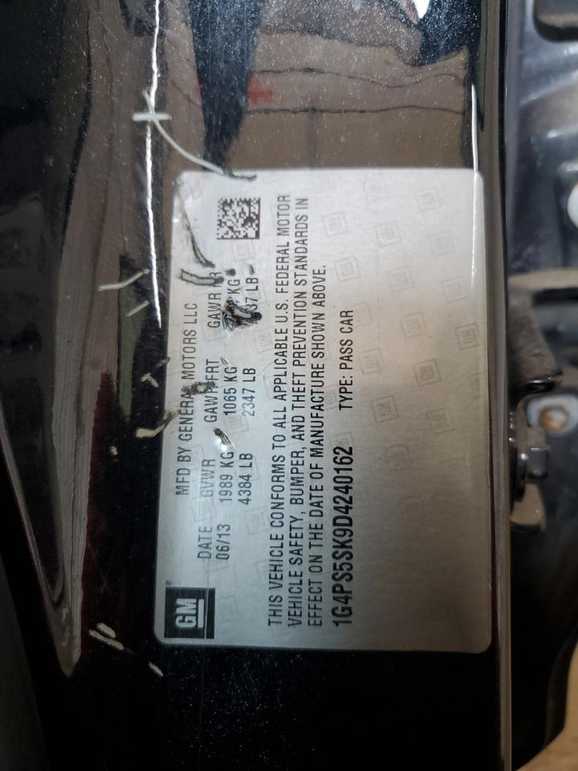 GM
MFD BY GENERAL MOTORS LLC
DATE GVWR GAWR FRT GAWR RR
06/13 1989 KG 1065 KG KG
4384 LB 2347 LB LB
THIS VEHICLE CONFORMS TO ALL APPLICABLE U.S. FEDERAL MOTOR
VEHICLE SAFETY, BUMPER, AND THEFT PREVENTION STANDARDS IN
EFFECT ON THE DATE OF MANUFACTURE SHOWN ABOVE.
1G4PS5SK9D4240162 TYPE: PASS CAR